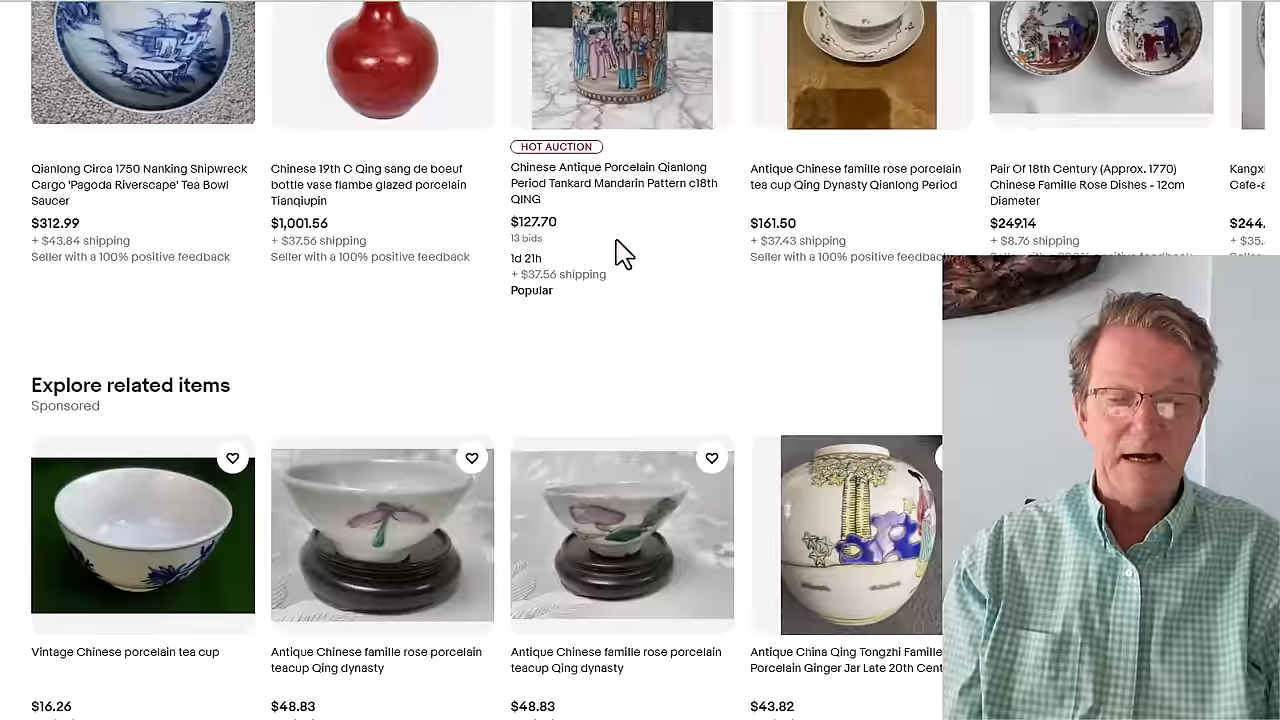 Qianlong Circa 1750 Nanking Shipwreck
Cargo 'Pagoda Riverscape' Tea Bowl
Saucer
$312.99
+ $43.84 shipping
Seller with a 100% positive feedback
Chinese 19th C Qing sang de boeuf
bottle vase flambe glazed porcelain
Tianqiupin
$1,001.56
+ $37.56 shipping
Seller with a 100% positive feedback
HOT AUCTION
Chinese Antique Porcelain Qianlong
Period Tankard Mandarin Pattern c18th
QING
$127.70
13 bids
1d 21h
+ $37.56 shipping
Popular
Antique Chinese famille rose porcelain
tea cup Qing Dynasty Qianlong Period
$161.50
+ $37.43 shipping
Seller with a 100% positive feedback
Pair Of 18th Century (Approx. 1770)
Chinese Famille Rose Dishes - 12cm
Diameter
$249.14
+ $8.76 shipping
Kangxi
Cafe-a
$244.
+ $35.
Explore related items
Sponsored
Vintage Chinese porcelain tea cup
$16.26
Antique Chinese famille rose porcelain
teacup Qing dynasty
$48.83
Antique Chinese famille rose porcelain
teacup Qing dynasty
$48.83
Antique China Qing Tongzhi Famille
Porcelain Ginger Jar Late 20th Cent
$43.82